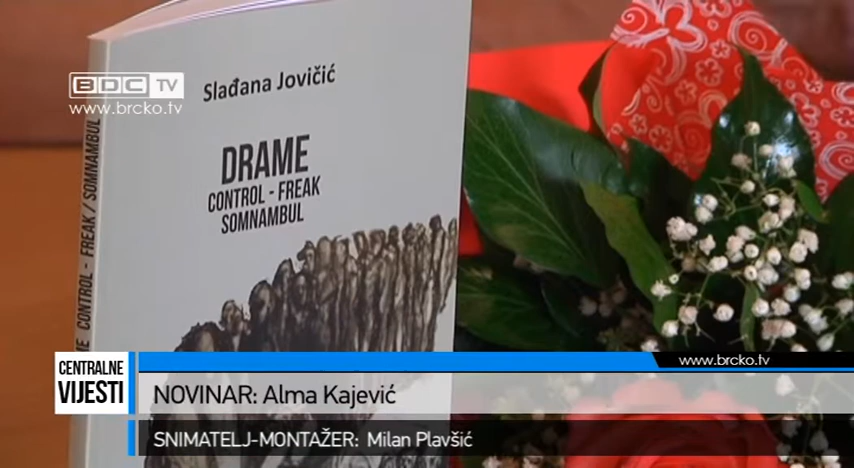 BDC TV
www.brcko.tv
Slađana Jovičić
DRAME
CONTROL - FREAK
SOMNAMBUL
CONTROL - FREAK / SOMNAMBUL
www.brcko.tv
CENTRALNE
VIJESTI
NOVINAR: Alma Kajević
SNIMATELJ-MONTAŽER: Milan Plavšić